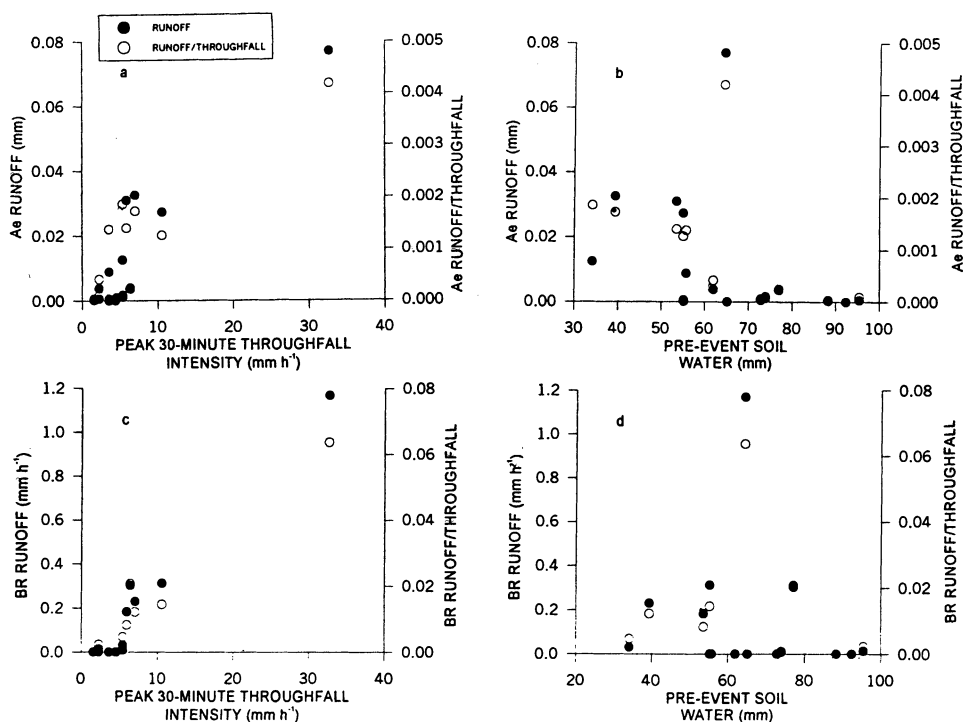 RUNOFF
RUNOFF/THROUGHFALL
a
0.08
0.06
0.04
0.02
0.00
Ae RUNOFF (mm)
0.005
0.004
0.003
0.002
0.001
0.000
Ae RUNOFF/THROUGHFALL
0 10 20 30 40
PEAK 30-MINUTE THROUGHFALL
INTENSITY (mm h-1)
b
0.08
0.06
0.04
0.02
0.00
Ae RUNOFF (mm)
0.005
0.004
0.003
0.002
0.001
0.000
Ae RUNOFF/THROUGHFALL
30 40 50 60 70 80 90 100
PRE-EVENT SOIL
WATER (mm)
c
1.2
1.0
0.8
0.6
0.4
0.2
0.0
BR RUNOFF (mm h-1)
0.08
0.06
0.04
0.02
0.00
BR RUNOFF/THROUGHFALL
0 10 20 30 40
PEAK 30-MINUTE THROUGHFALL
INTENSITY (mm h-1)
d
1.2
1.0
0.8
0.6
0.4
0.2
0.0
BR RUNOFF (mm h-1)
0.08
0.06
0.04
0.02
0.00
BR RUNOFF/THROUGHFALL
20 40 60 80 100
PRE-EVENT SOIL
WATER (mm)